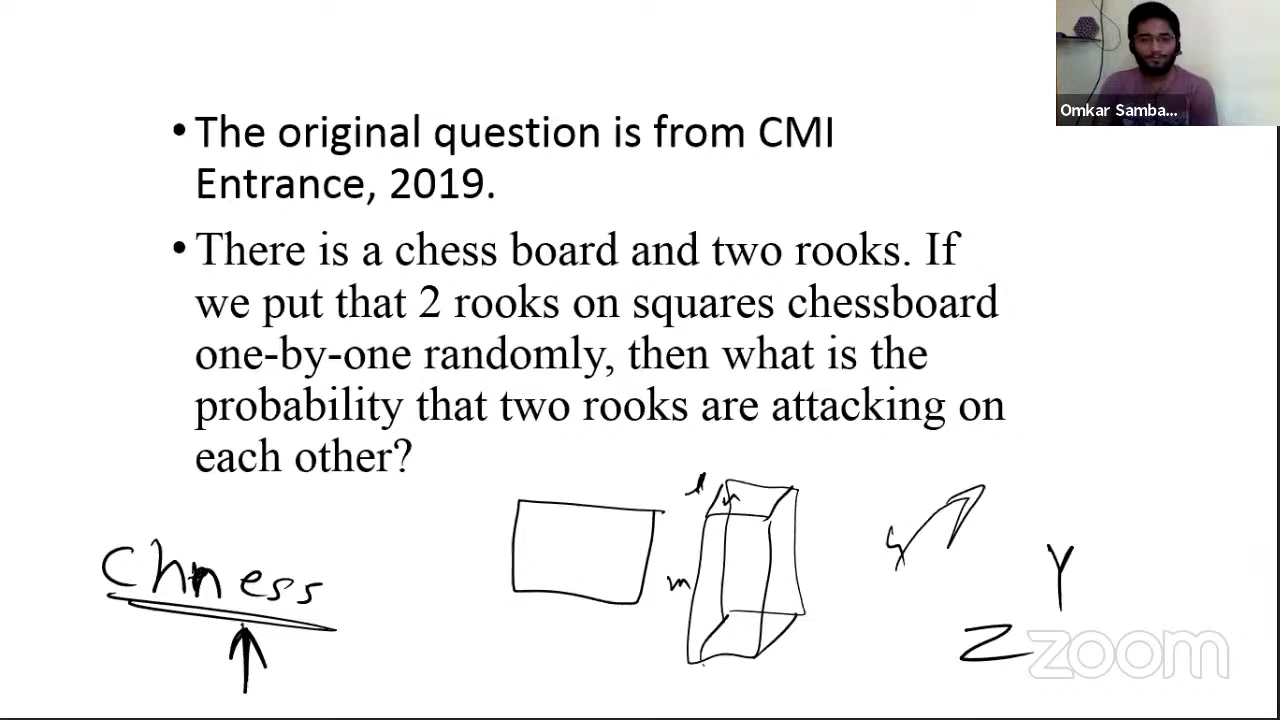 Omkar Samba...
• The original question is from CMI
Entrance, 2019.
• There is a chess board and two rooks. If
we put that 2 rooks on squares chessboard
one-by-one randomly, then what is the
probability that two rooks are attacking on
each other?
m
Chness
Y
Z
zoom